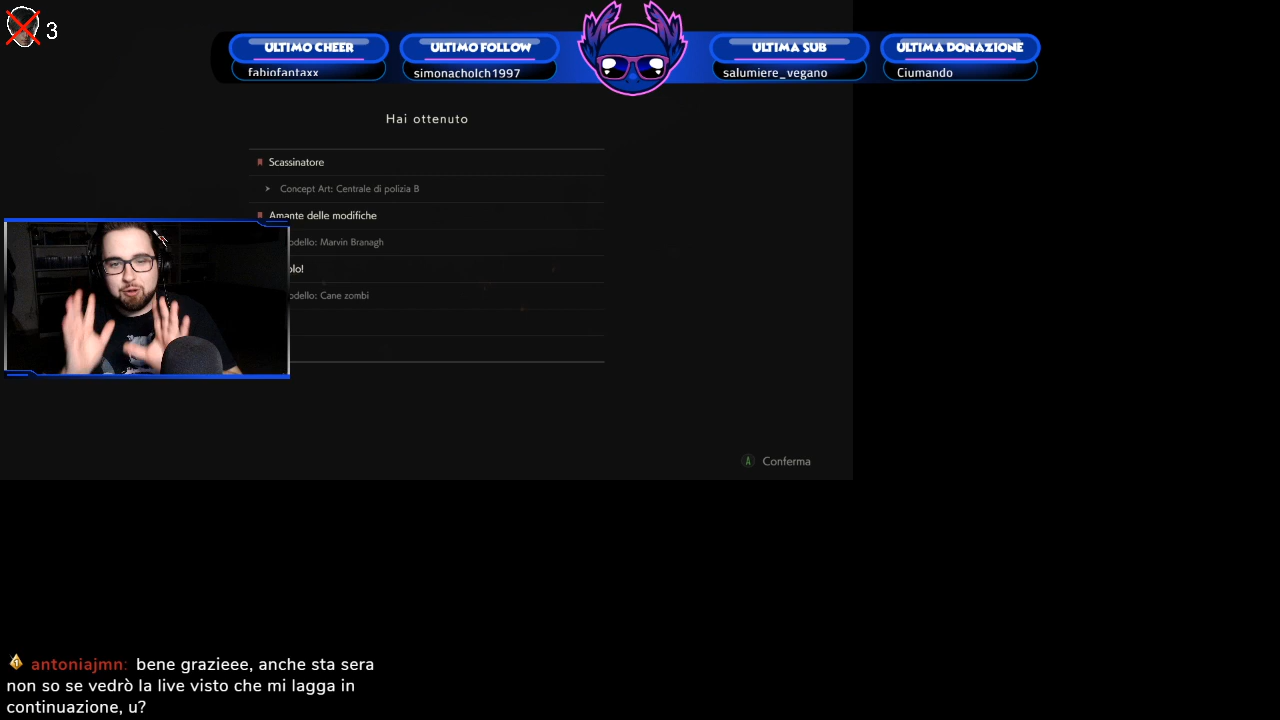 3
ULTIMO CHEER
ULTIMO FOLLOW
ULTIMA SUB
ULTIMA DONAZIONE
fabiofantaxx
simonacholch1997
salumiere_vegano
Ciumando
Hai ottenuto
Scassinatore
Concept Art: Centrale di polizia B
Amante delle modifiche
odello: Marvin Branagh
olo!
odello: Cane zombi
A Conferma
1 antoniajmn: bene grazieee, anche sta sera
non so se vedrò la live visto che mi lagga in
continuazione, u?